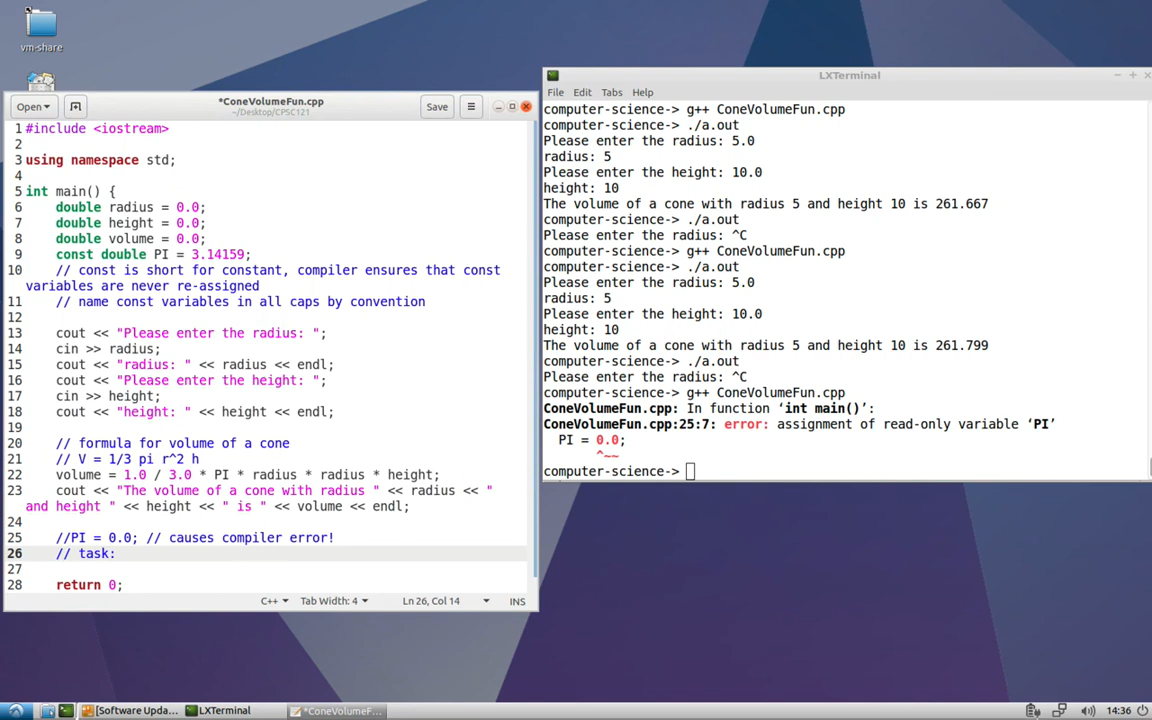 vm-share
Open
*ConeVolumeFun.cpp
~/Desktop/CPSC121
Save
1 #include <iostream>
2
3 using namespace std;
4
5 int main() {
6 double radius = 0.0;
7 double height = 0.0;
8 double volume = 0.0;
9 const double PI = 3.14159;
10 // const is short for constant, compiler ensures that const
variables are never re-assigned
11 // name const variables in all caps by convention
12
13 cout << "Please enter the radius: ";
14 cin >> radius;
15 cout << "radius: " << radius << endl;
16 cout << "Please enter the height: ";
17 cin >> height;
18 cout << "height: " << height << endl;
19
20 // formula for volume of a cone
21 // V = 1/3 pi r^2 h
22 volume = 1.0 / 3.0 * PI * radius * radius * height;
23 cout << "The volume of a cone with radius " << radius << "
and height " << height << " is " << volume << endl;
24
25 //PI = 0.0; // causes compiler error!
26 // task:
27
28 return 0;
C++ Tab Width: 4 Ln 26, Col 14 INS
LXTerminal
File Edit Tabs Help
computer-science-> g++ ConeVolumeFun.cpp
computer-science-> ./a.out
Please enter the radius: 5.0
radius: 5
Please enter the height: 10.0
height: 10
The volume of a cone with radius 5 and height 10 is 261.667
computer-science-> ./a.out
Please enter the radius: ^C
computer-science-> g++ ConeVolumeFun.cpp
computer-science-> ./a.out
Please enter the radius: 5.0
radius: 5
Please enter the height: 10.0
height: 10
The volume of a cone with radius 5 and height 10 is 261.799
computer-science-> ./a.out
Please enter the radius: ^C
computer-science-> g++ ConeVolumeFun.cpp
ConeVolumeFun.cpp: In function ‘int main()’:
ConeVolumeFun.cpp:25:7: error: assignment of read-only variable ‘PI’
PI = 0.0;
^~~
computer-science->
[Software Upda... LXTerminal *ConeVolumeF... 14:36